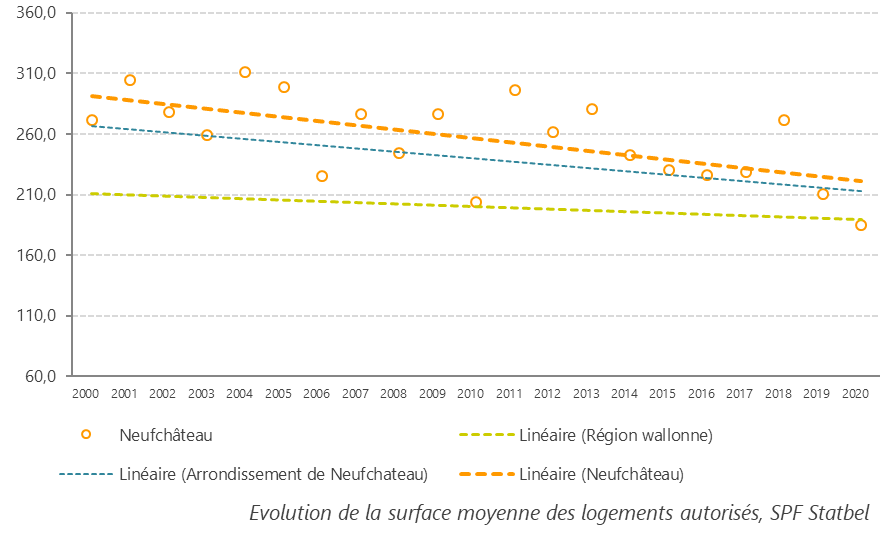 360,0
310,0
260,0
210,0
160,0
110,0
60,0
2000 2001 2002 2003 2004 2005 2006 2007 2008 2009 2010 2011 2012 2013 2014 2015 2016 2017 2018 2019 2020
Neufchâteau Linéaire (Région wallonne)
Linéaire (Arrondissement de Neufchateau) Linéaire (Neufchâteau)
Evolution de la surface moyenne des logements autorisés, SPF Statbel